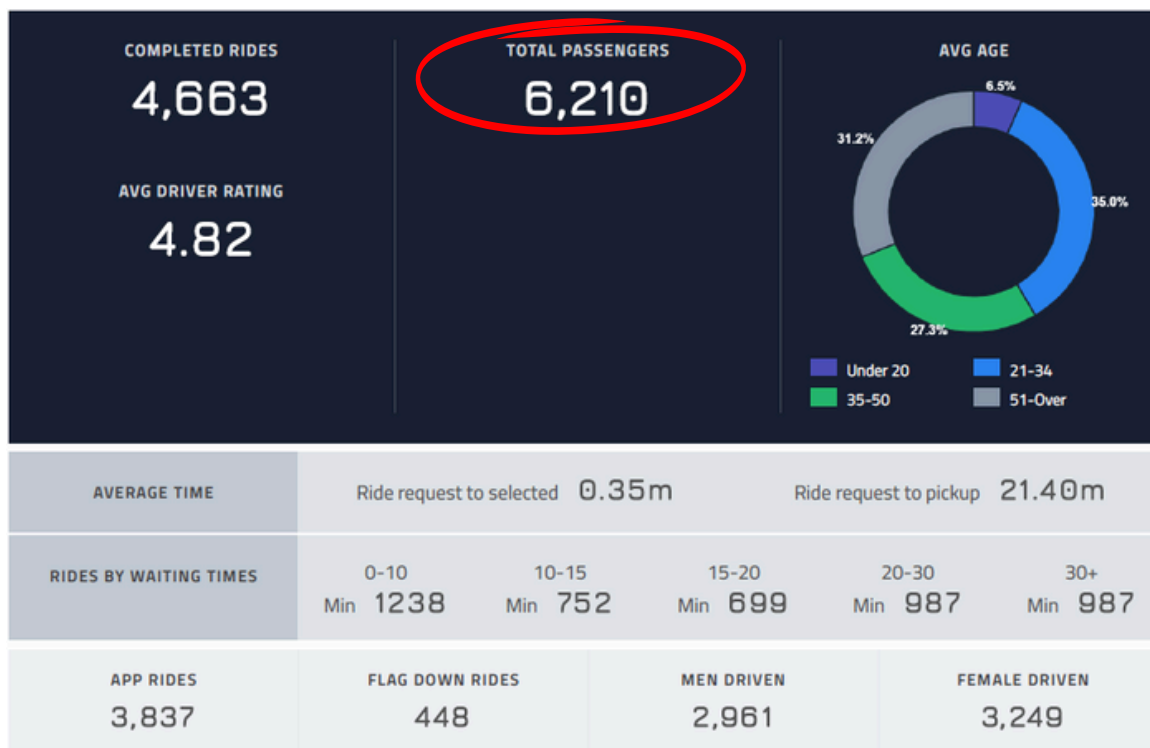 COMPLETED RIDES
4,663
AVG DRIVER RATING
4.82
TOTAL PASSENGERS
6,210
AVG AGE
6.5%
31.2%
35.0%
27.3%
Under 20
21-34
35-50
51-Over
AVERAGE TIME
Ride request to selected 0.35m
Ride request to pickup 21.40m
RIDES BY WAITING TIMES
0-10
Min 1238
10-15
Min 752
15-20
Min 699
20-30
Min 987
30+
Min 987
APP RIDES
3,837
FLAG DOWN RIDES
448
MEN DRIVEN
2,961
FEMALE DRIVEN
3,249